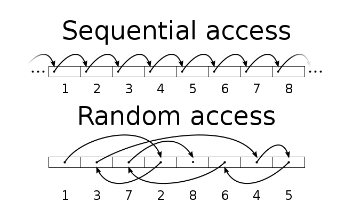 Sequential access
... ...
1 2 3 4 5 6 7 8
Random access
1 3 7 2 8 6 4 5